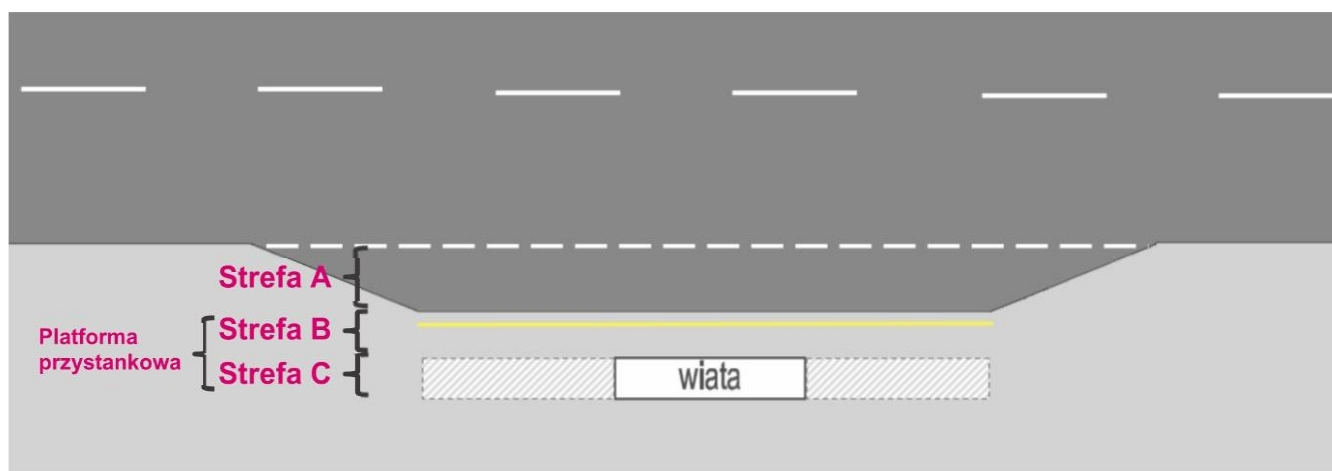 Strefa A
Strefa B
Platforma
przystankowa
Strefa C
wiata